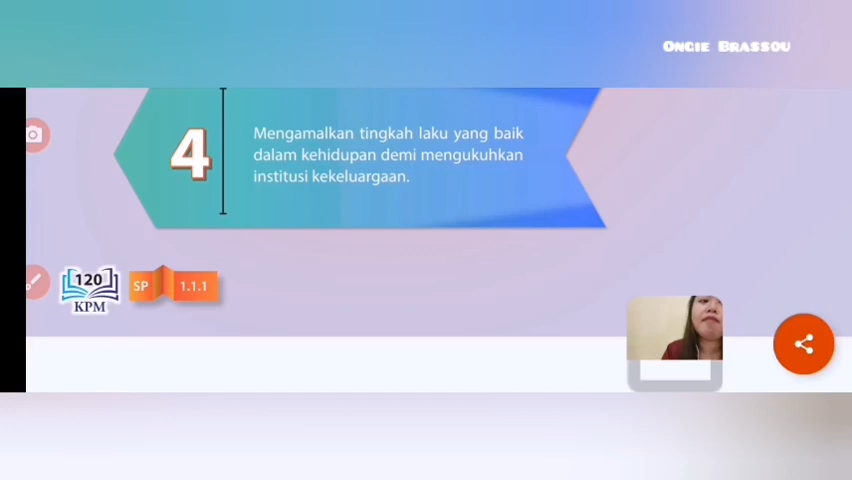 ONGIE BRASSOU
4
Mengamalkan tingkah laku yang baik
dalam kehidupan demi mengukuhkan
institusi kekeluargaan.
120
KPM
SP 1.1.1